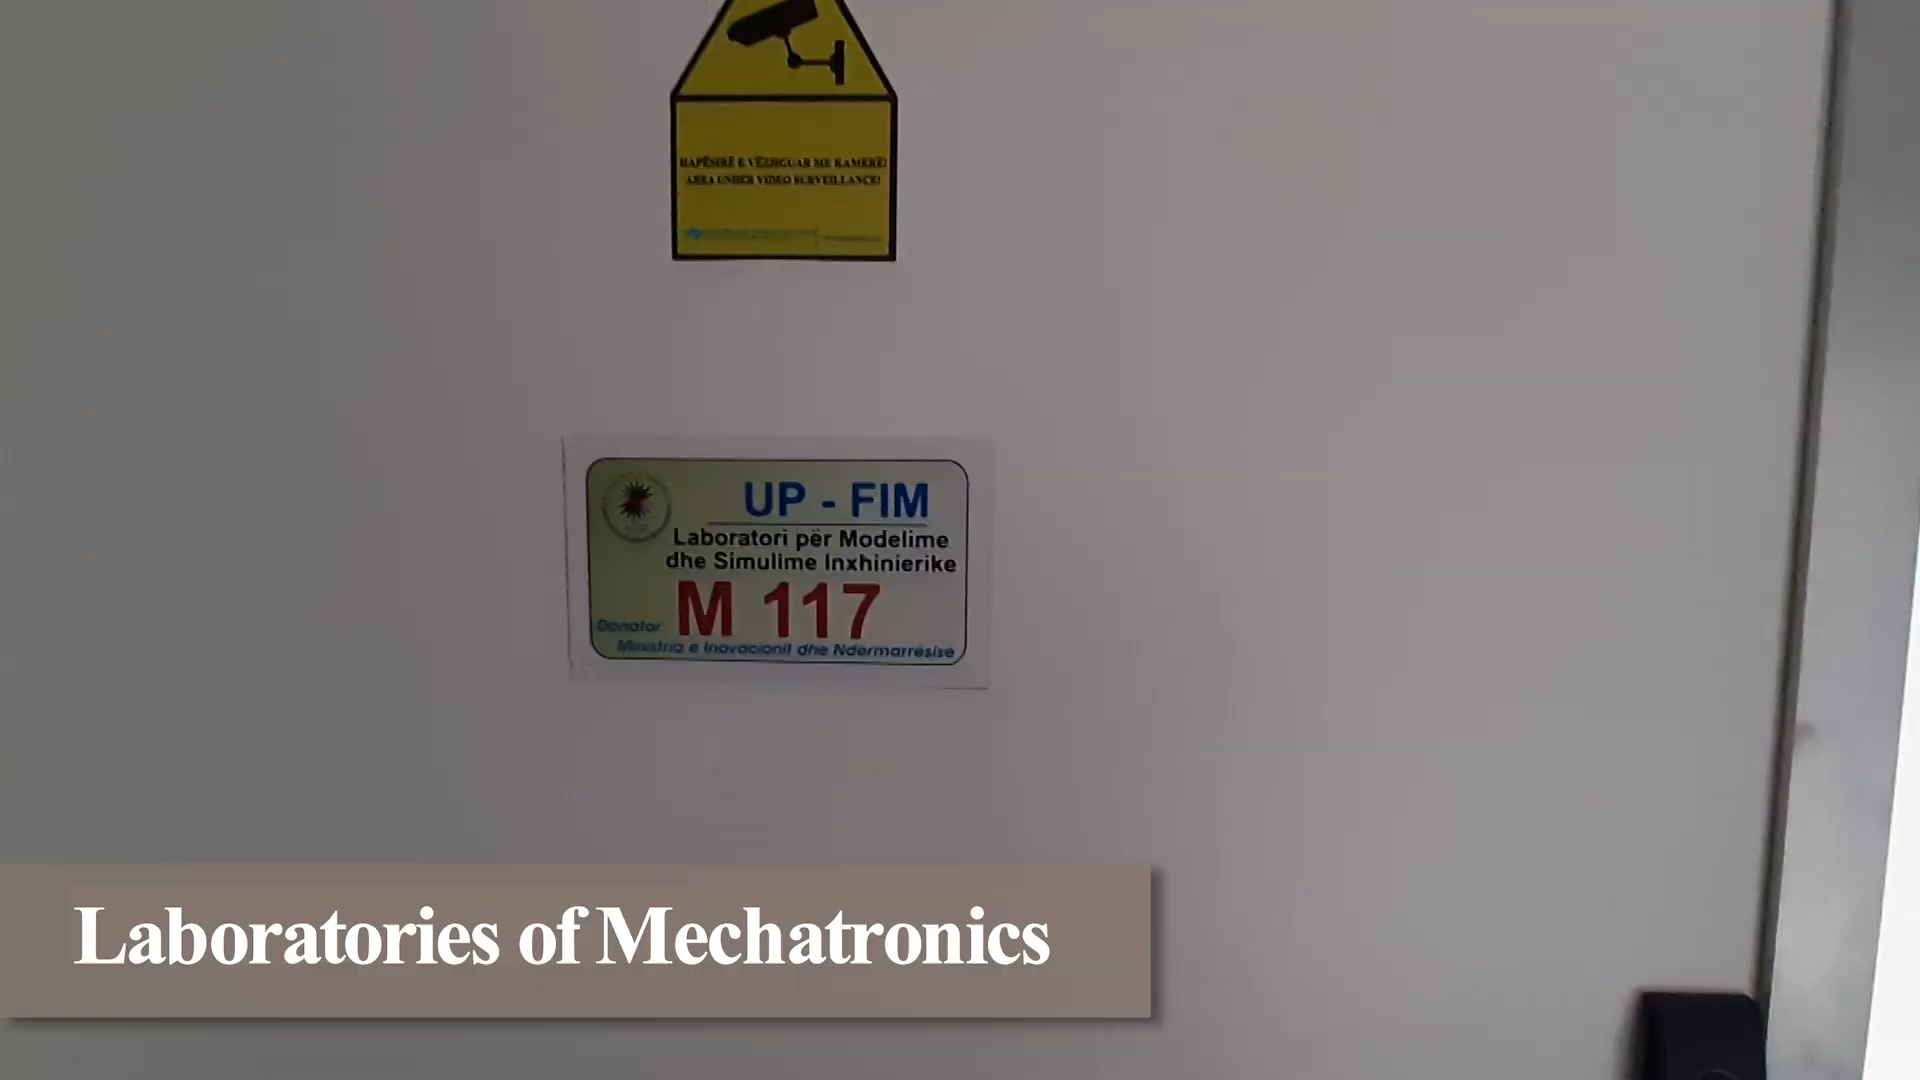 HAPËSIRË E VËZHGUAR ME KAMERË!
AREA UNDER VIDEO SURVEILLANCE!
UP - FIM
Laboratori për Modelime
dhe Simulime Inxhinierike
M 117
Donator
Ministria e Inovacionit dhe Ndermarrësise
Laboratories of Mechatronics